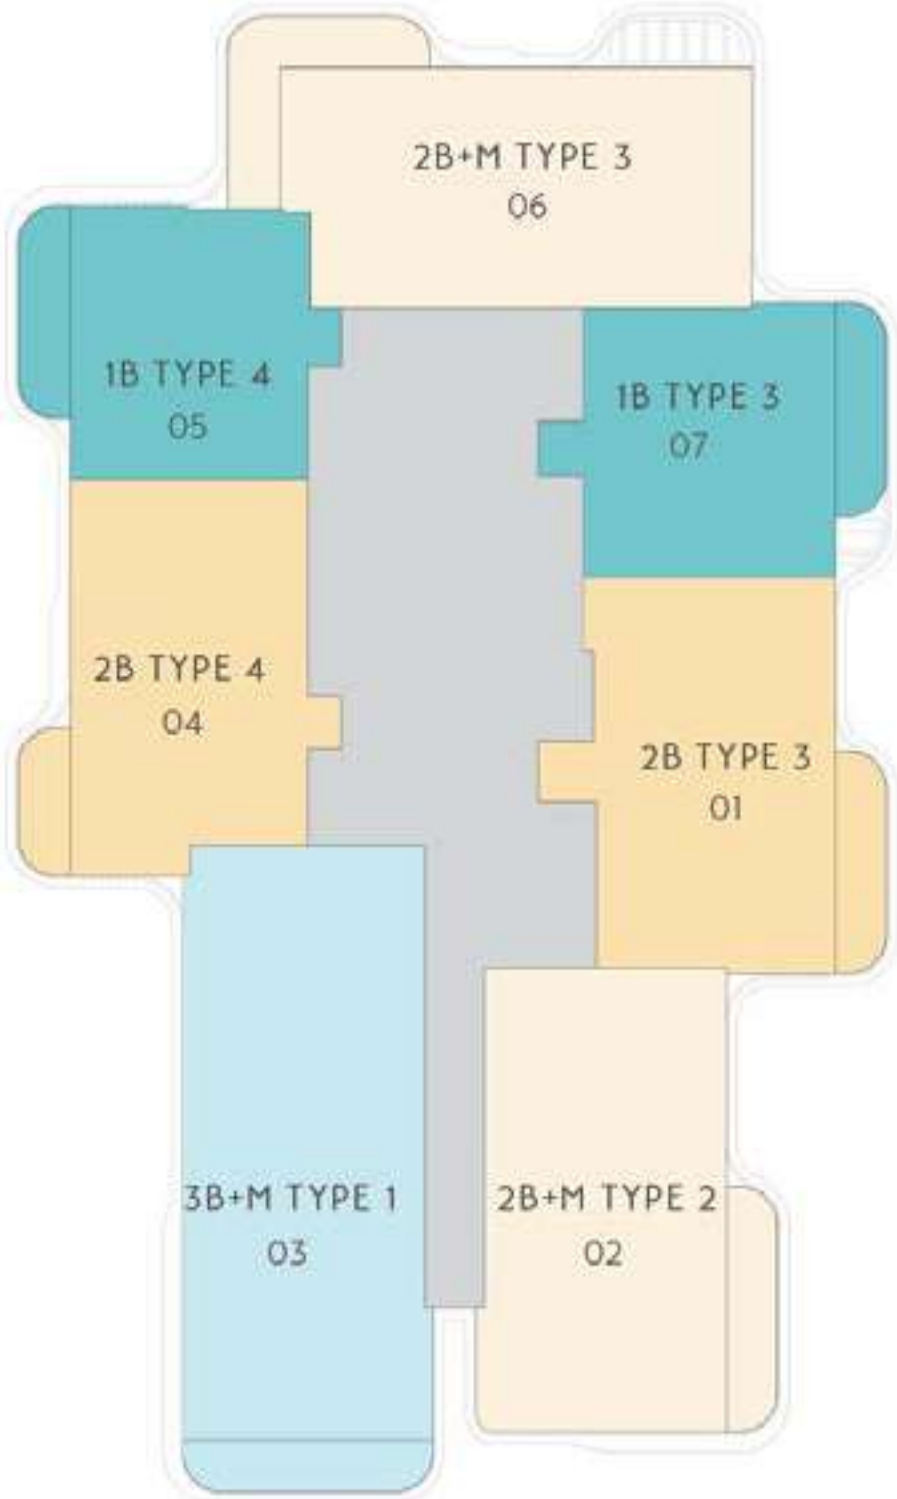 2B+M TYPE 3
06
1B TYPE 4
05
1B TYPE 3
07
2B TYPE 4
04
2B TYPE 3
01
3B+M TYPE 1
03
2B+M TYPE 2
02